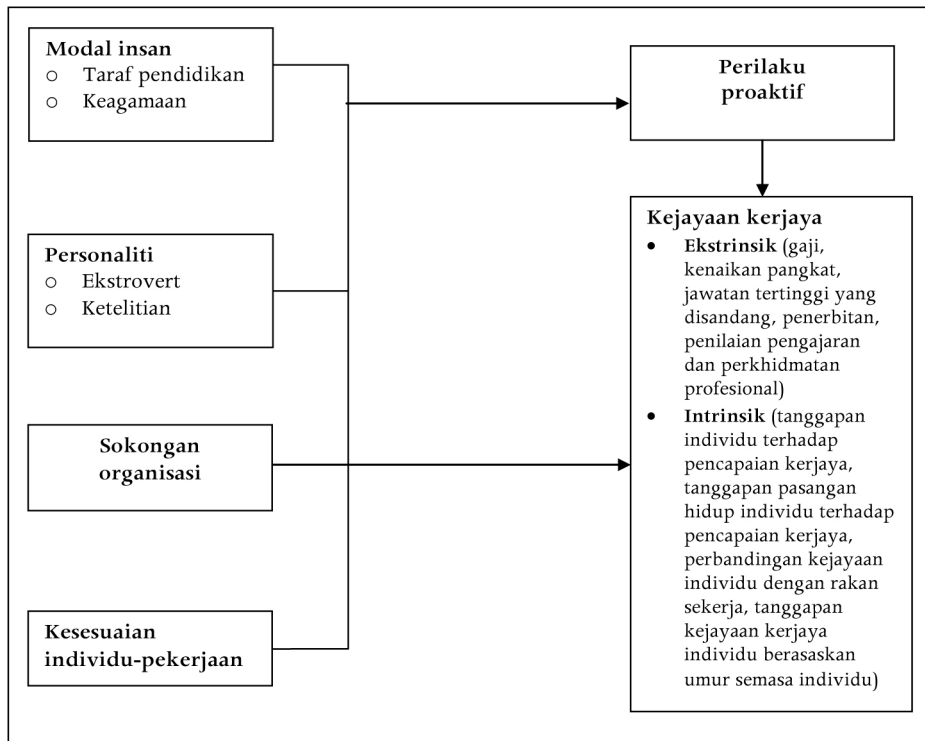 Modal insan
○ Taraf pendidikan
○ Keagamaan
Personaliti
○ Ekstrovert
○ Ketelitian
Sokongan
organisasi
Kesesuaian
individu-pekerjaan
Perilaku
proaktif
Kejayaan kerjaya
• Ekstrinsik (gaji,
kenaikan pangkat,
jawatan tertinggi yang
disandang, penerbitan,
penilaian pengajaran
dan perkhidmatan
profesional)
• Intrinsik (tanggapan
individu terhadap
pencapaian kerjaya,
tanggapan pasangan
hidup individu terhadap
pencapaian kerjaya,
perbandingan kejayaan
individu dengan rakan
sekerja, tanggapan
kejayaan kerjaya
individu berasaskan
umur semasa individu)